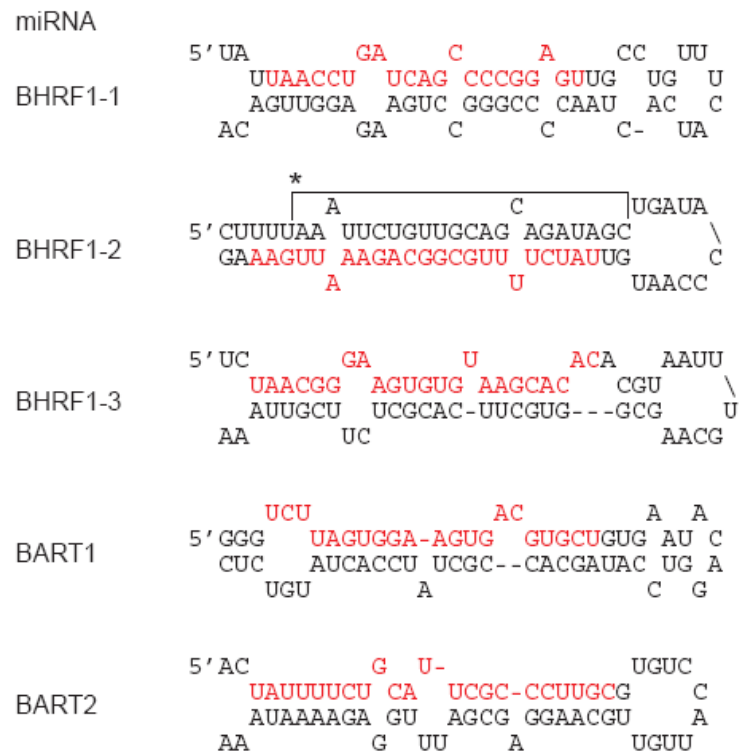 miRNA
5'UA GA C A CC UU
BHRF1-1
UUAACCU UCAG CCCGG GUUG UG U
AGUUGGA AGUC GGGCC CAAU AC C
AC GA C C C- UA
*
A C UGAUA
5'CUUUUAA UUCUGUUGCAG AGAUAGC \
BHRF1-2
GAAAGUU AAGACGGCGUU UCUAUUG C
A U UAACC
5'UC GA U ACA AAUU
UAACGG AGUGUG AAGCAC CGU \
BHRF1-3
AUUGCU UCGCAC-UUCGUG---GCG U
AA UC AACG
UCU AC A A
5'GGG UAGUGGA-AGUG GUGCUGUG AU C
BART1
CUC AUCACCU UCGC--CACGAUAC UG A
UGU A C G
5'AC G U- UGUC
UAUUUUCU CA UCGC-CCUUGCG C
BART2
AUAAAAGA GU AGCG GGAACGU A
AA G UU A UGUU